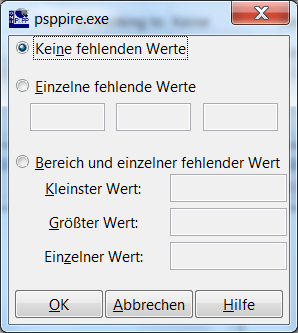 psppire.exe
Keine fehlenden Werte
Einzelne fehlende Werte
Bereich und einzelner fehlender Wert
Kleinster Wert:
Größter Wert:
Einzelner Wert:
OK Abbrechen Hilfe